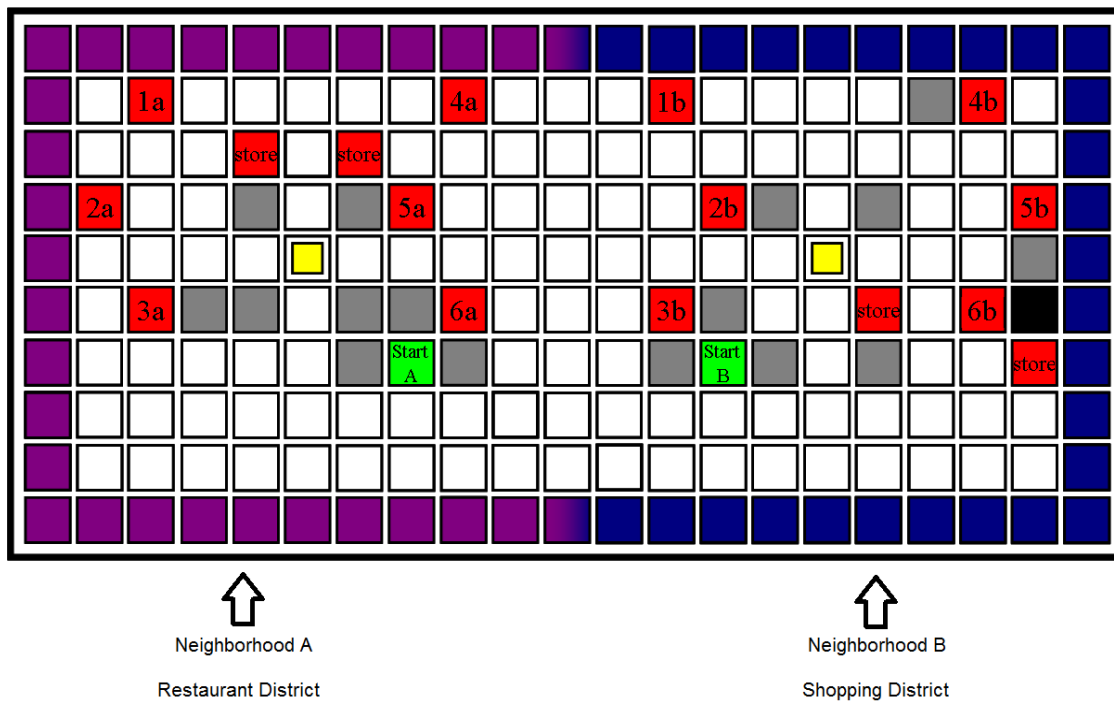 1a
4a
1b
4b
store
store
2a
5a
2b
5b
3a
6a
3b
store
6b
Start
A
Start
B
store
Neighborhood A
Neighborhood B
Restaurant District
Shopping District